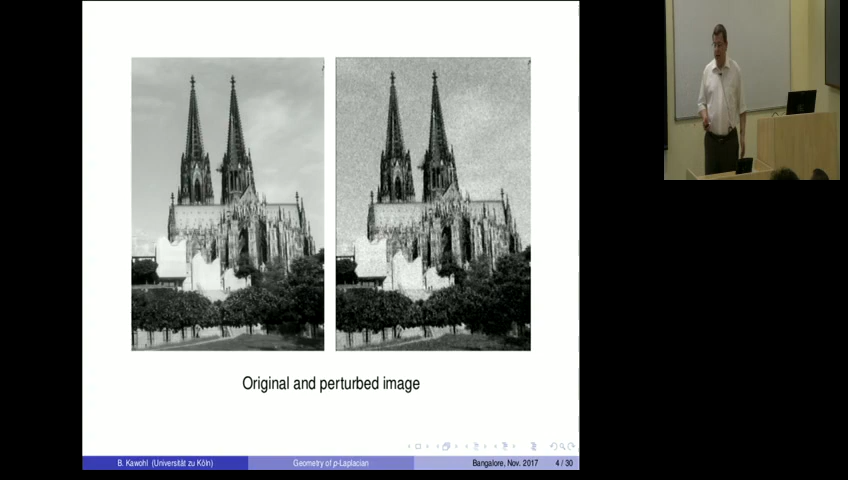 Original and perturbed image
B. Kawohl (Universität zu Köln)
Geometry of p-Laplacian
Bangalore, Nov. 2017
4 / 30